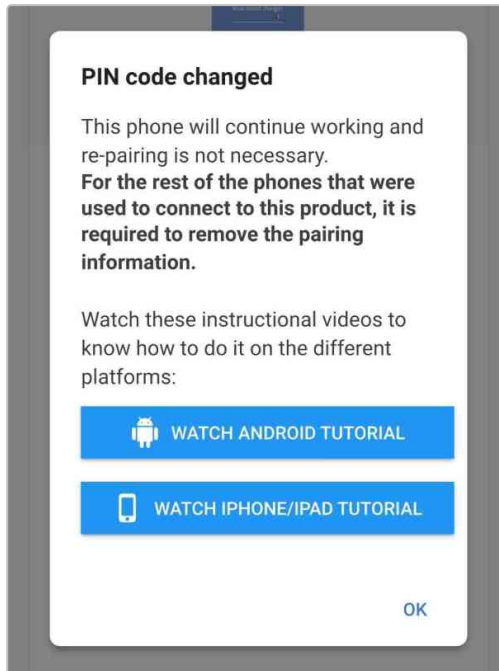 PIN code changed
This phone will continue working and
re-pairing is not necessary.
For the rest of the phones that were
used to connect to this product, it is
required to remove the pairing
information.
Watch these instructional videos to
know how to do it on the different
platforms:
WATCH ANDROID TUTORIAL
WATCH IPHONE/IPAD TUTORIAL
OK